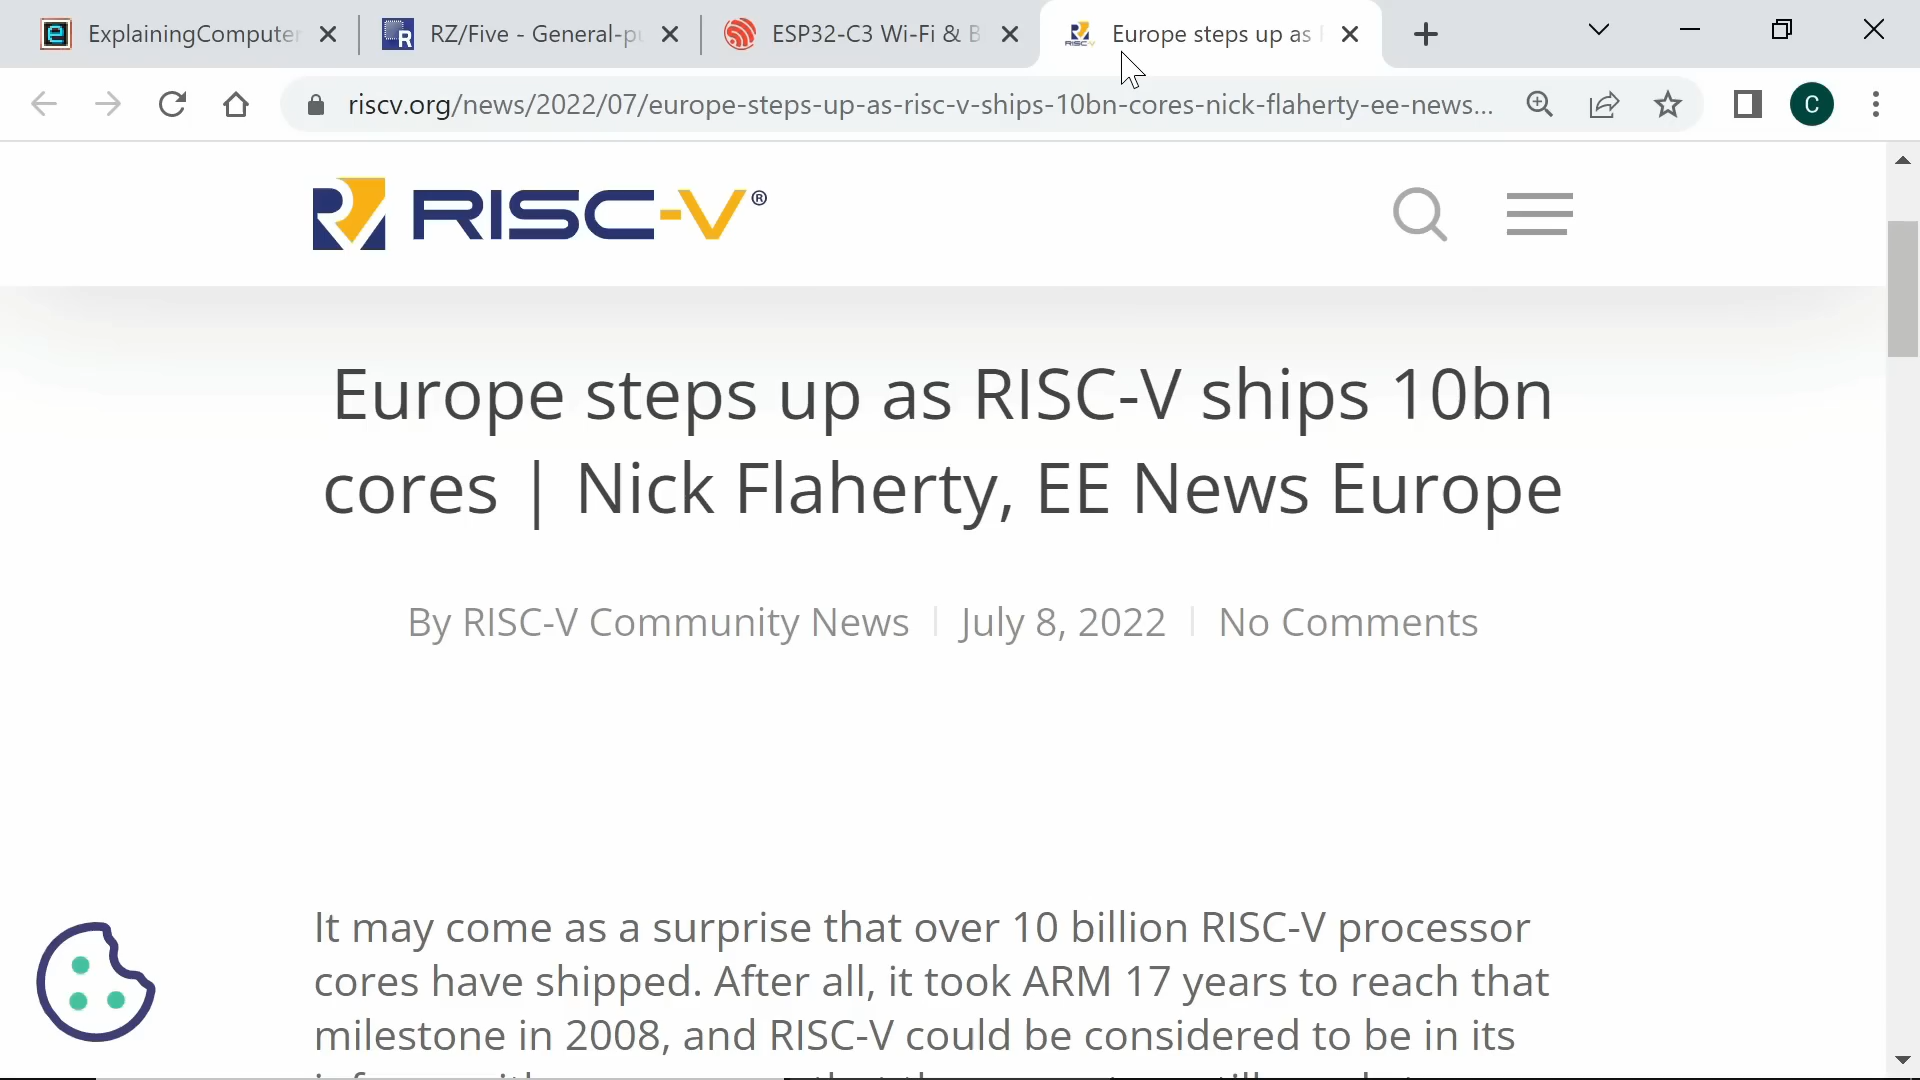 ExplainingComputer
RZ/Five - General-pu
ESP32-C3 Wi-Fi & B
Europe steps up as
riscv.org/news/2022/07/europe-steps-up-as-risc-v-ships-10bn-cores-nick-flaherty-ee-news...
C
RISC-V®
Europe steps up as RISC-V ships 10bn
cores | Nick Flaherty, EE News Europe
By RISC-V Community News | July 8, 2022 | No Comments
It may come as a surprise that over 10 billion RISC-V processor
cores have shipped. After all, it took ARM 17 years to reach that
milestone in 2008, and RISC-V could be considered to be in its